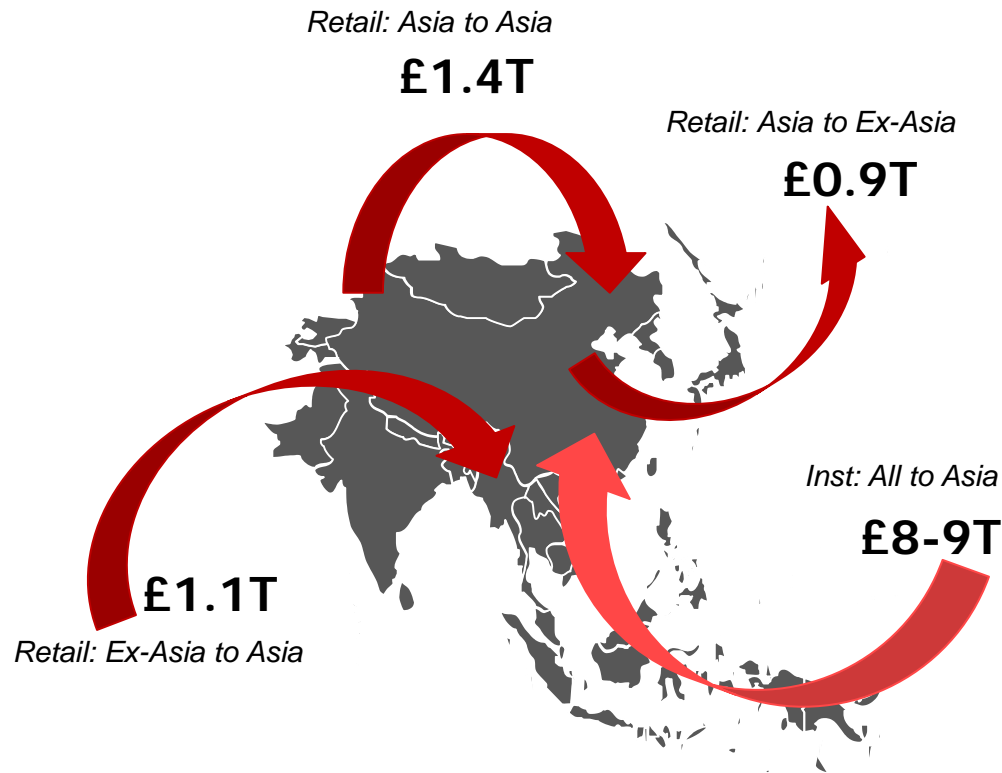 Retail: Asia to Asia
£1.4T
Retail: Asia to Ex-Asia
£0.9T
Inst: All to Asia
£8-9T
£1.1T
Retail: Ex-Asia to Asia